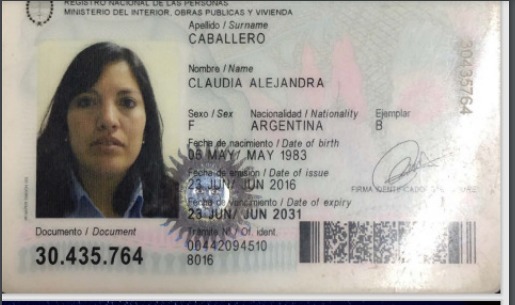 REGISTRO NACIONAL DE LAS PERSONAS
MINISTERIO DEL INTERIOR, OBRAS PUBLICAS Y VIVIENDA
Apellido / Surname
CABALLERO
Nombre / Name
CLAUDIA ALEJANDRA
Sexo / Sex Nacionalidad / Nationality Ejemplar
F ARGENTINA B
Fecha de nacimiento / Date of birth
06 MAY/ MAY 1983
Fecha de emisión / Date of issue
23 JUN/ JUN 2016
FIRMA IDENTIFICADO
Fecha de vencimiento / Date of expiry
23 JUN/ JUN 2031
Documento / Document
30.435.764
Trámite N° / Of. ident.
00442094510
8016
30435764